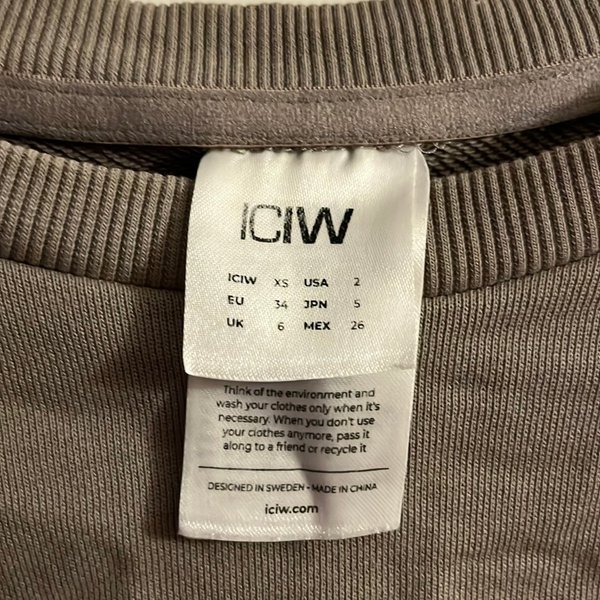 ICIW
ICIW XS USA 2
EU 34 JPN 5
UK 6 MEX 26
Think of the environment and
wash your clothes only when it's
necessary. When you don't use
your clothes anymore, pass it
along to a friend or recycle it
DESIGNED IN SWEDEN - MADE IN CHINA
iciw.com